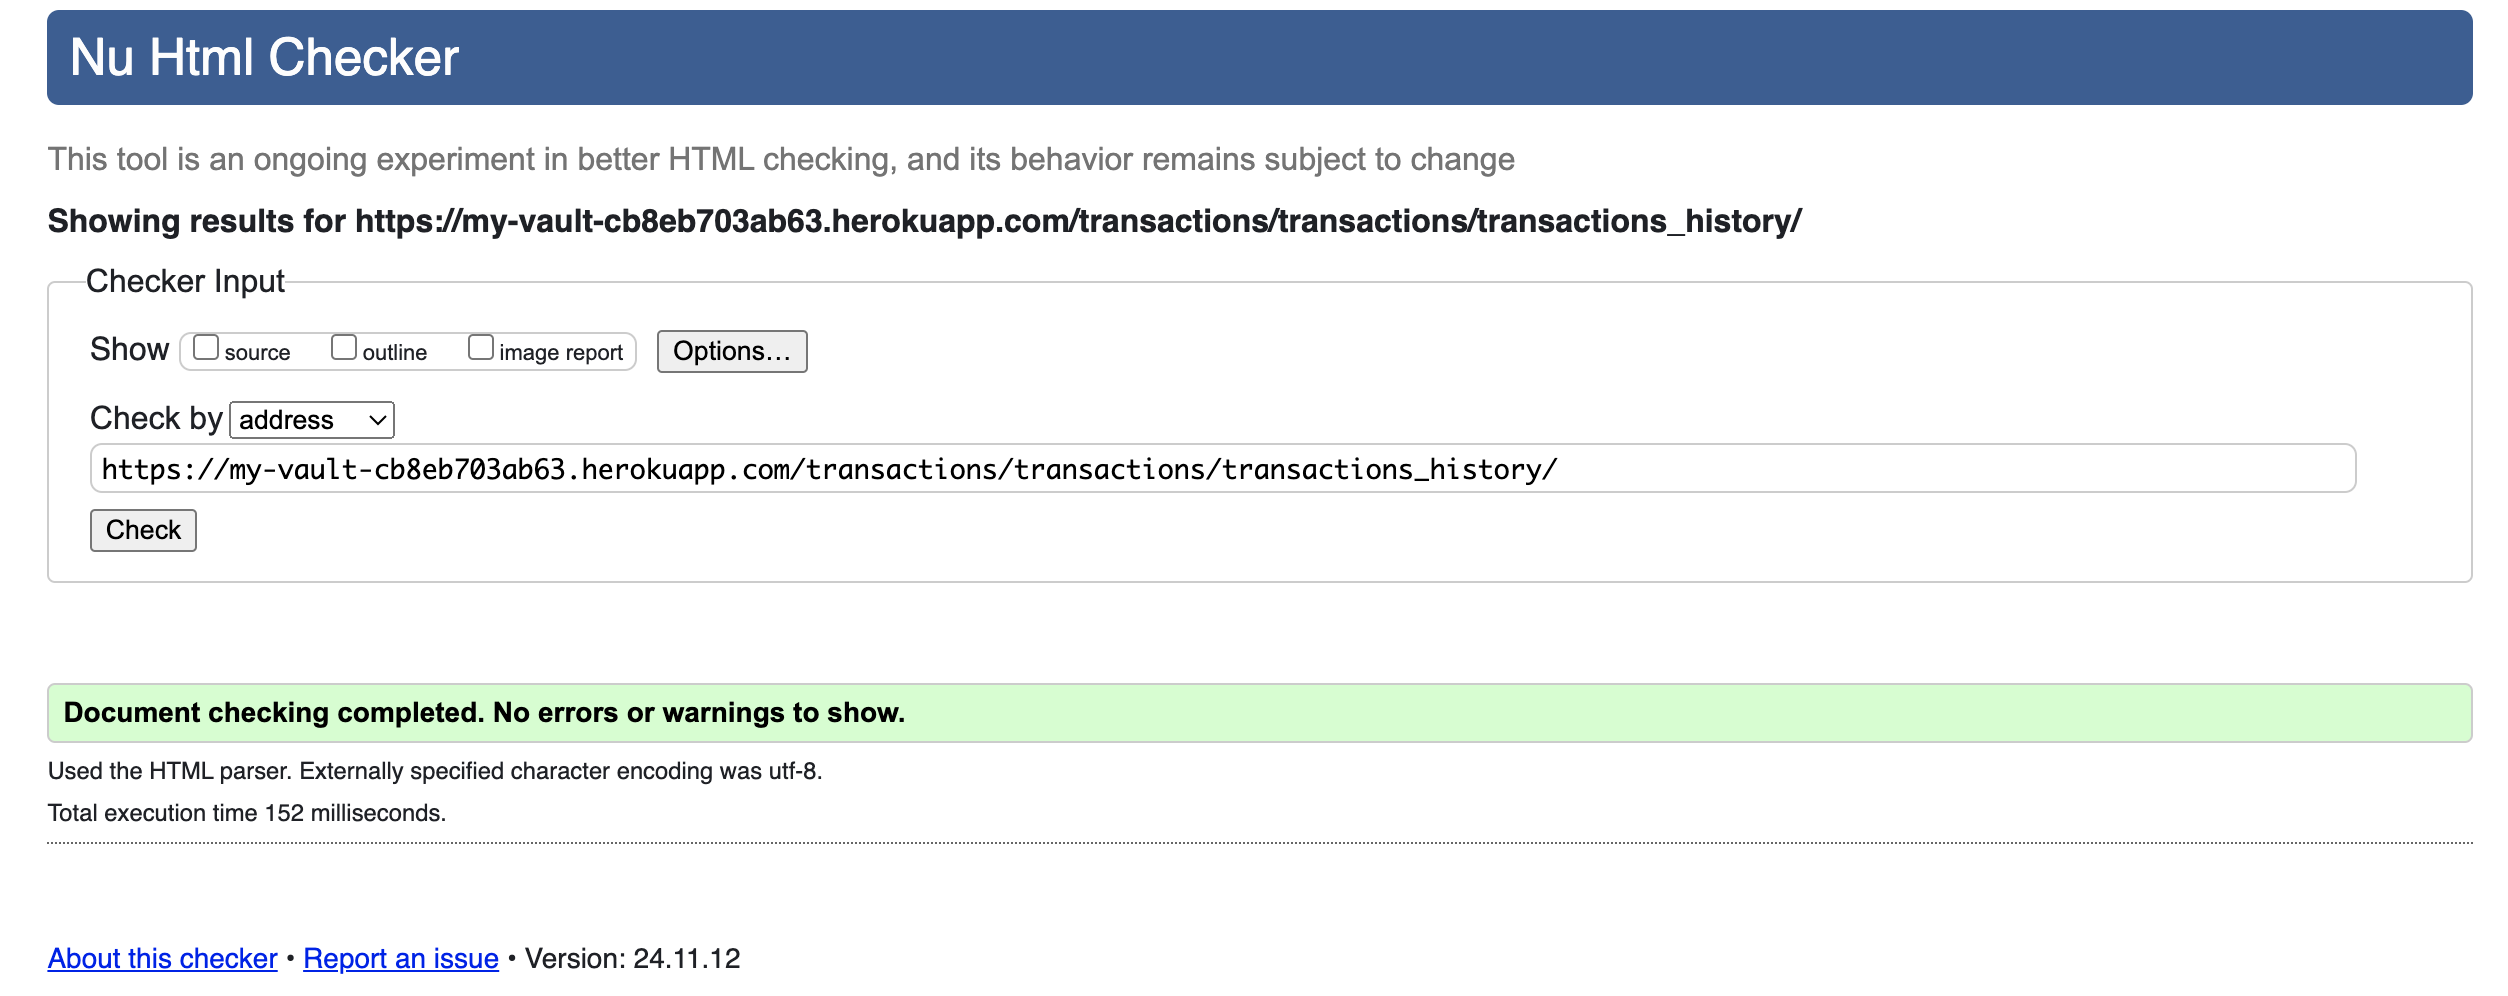 Nu Html Checker
This tool is an ongoing experiment in better HTML checking, and its behavior remains subject to change
Showing results for https://my-vault-cb8eb703ab63.herokuapp.com/transactions/transactions/transactions_history/
Checker Input
Show source outline image report Options...
Check by address
https://my-vault-cb8eb703ab63.herokuapp.com/transactions/transactions/transactions_history/
Check
Document checking completed. No errors or warnings to show.
Used the HTML parser. Externally specified character encoding was utf-8.
Total execution time 152 milliseconds.
About this checker • Report an issue • Version: 24.11.12